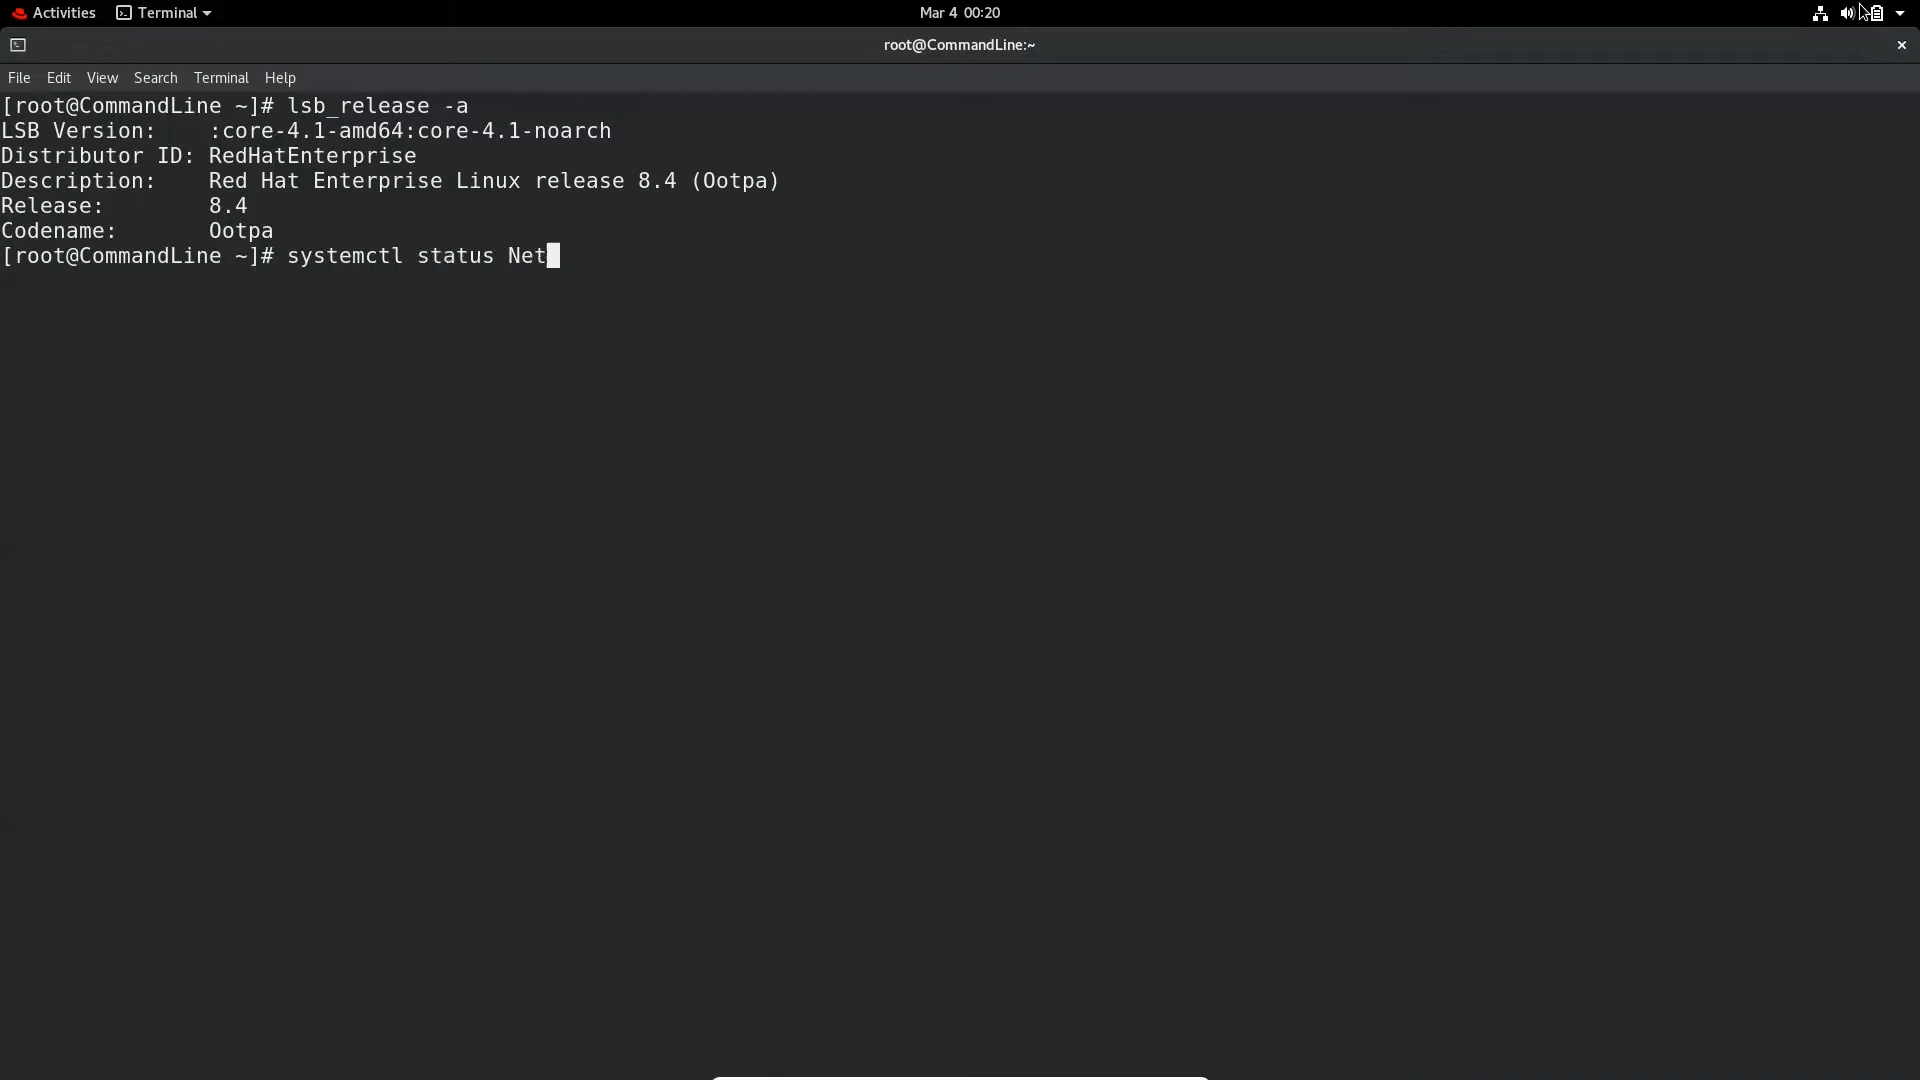 Activities Terminal Mar 4 00:20
root@CommandLine:~
File Edit View Search Terminal Help
[root@CommandLine ~]# lsb_release -a
LSB Version: :core-4.1-amd64:core-4.1-noarch
Distributor ID: RedHatEnterprise
Description: Red Hat Enterprise Linux release 8.4 (Ootpa)
Release: 8.4
Codename: Ootpa
[root@CommandLine ~]# systemctl status Net